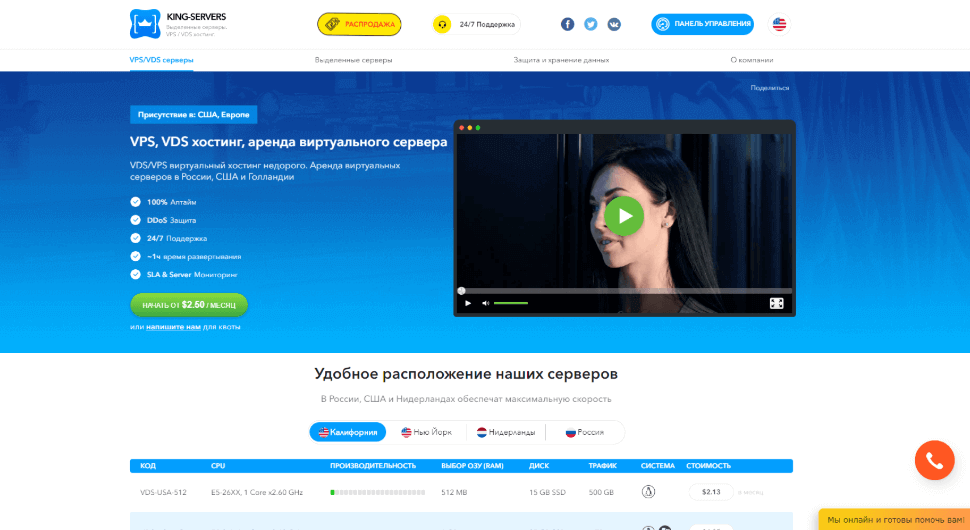 KING-SERVERS
Выделенные серверы,
VPS / VDS хостинг.
РАСПРОДАЖА
24/7 Поддержка
ПАНЕЛЬ УПРАВЛЕНИЯ
VPS/VDS серверы
Выделенные серверы
Защита и хранение данных
О компании
Поделиться
Присутствие в: США, Европе
VPS, VDS хостинг, аренда виртуального сервера
VDS/VPS виртуальный хостинг недорого. Аренда виртуальных
серверов в России, США и Голландии
100% Аптайм
DDoS Защита
24/7 Поддержка
~1ч время развертывания
SLA & Server Мониторинг
НАЧАТЬ ОТ $2.50 / МЕСЯЦ
или напишите нам для квоты
Удобное расположение наших серверов
В России, США и Нидерландах обеспечат максимальную скорость
Калифорния
Нью Йорк
Нидерланды
Россия
КОД CPU ПРОИЗВОДИТЕЛЬНОСТЬ ВЫБОР ОЗУ (RAM) ДИСК ТРАФИК СИСТЕМА СТОИМОСТЬ
VDS-USA-512 E5-26XX, 1 Core x2.60 GHz 512 MB 15 GB SSD 500 GB $2.13 в месяц
Мы онлайн и готовы помочь вам!